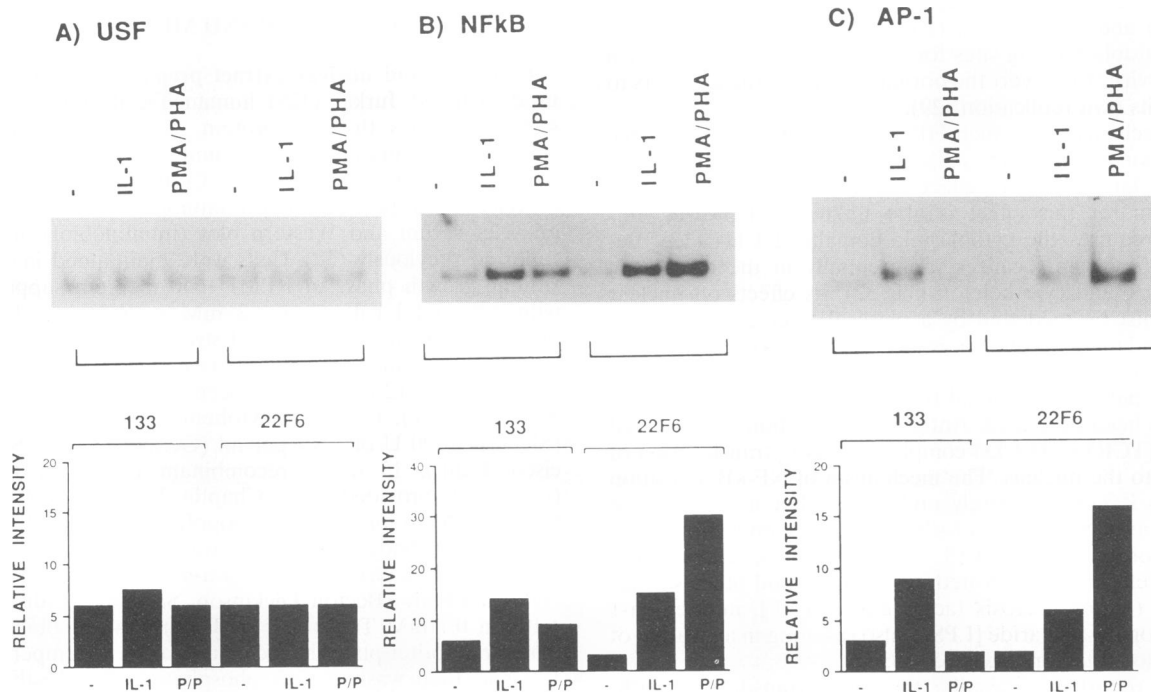 A) USF
B) NFkB
C) AP-1
- IL-1 PMA/PHA - IL-1 PMA/PHA
- IL-1 PMA/PHA - IL-1 PMA/PHA
- IL-1 PMA/PHA - IL-1 PMA/PHA
133 22F6
133 22F6
133 22F6
RELATIVE INTENSITY
20
15
10
5
0
- IL-1 P/P - IL-1 P/P
RELATIVE INTENSITY
40
30
20
10
0
- IL-1 P/P - IL-1 P/P
RELATIVE INTENSITY
20
15
10
5
0
- IL-1 P/P - IL-1 P/P